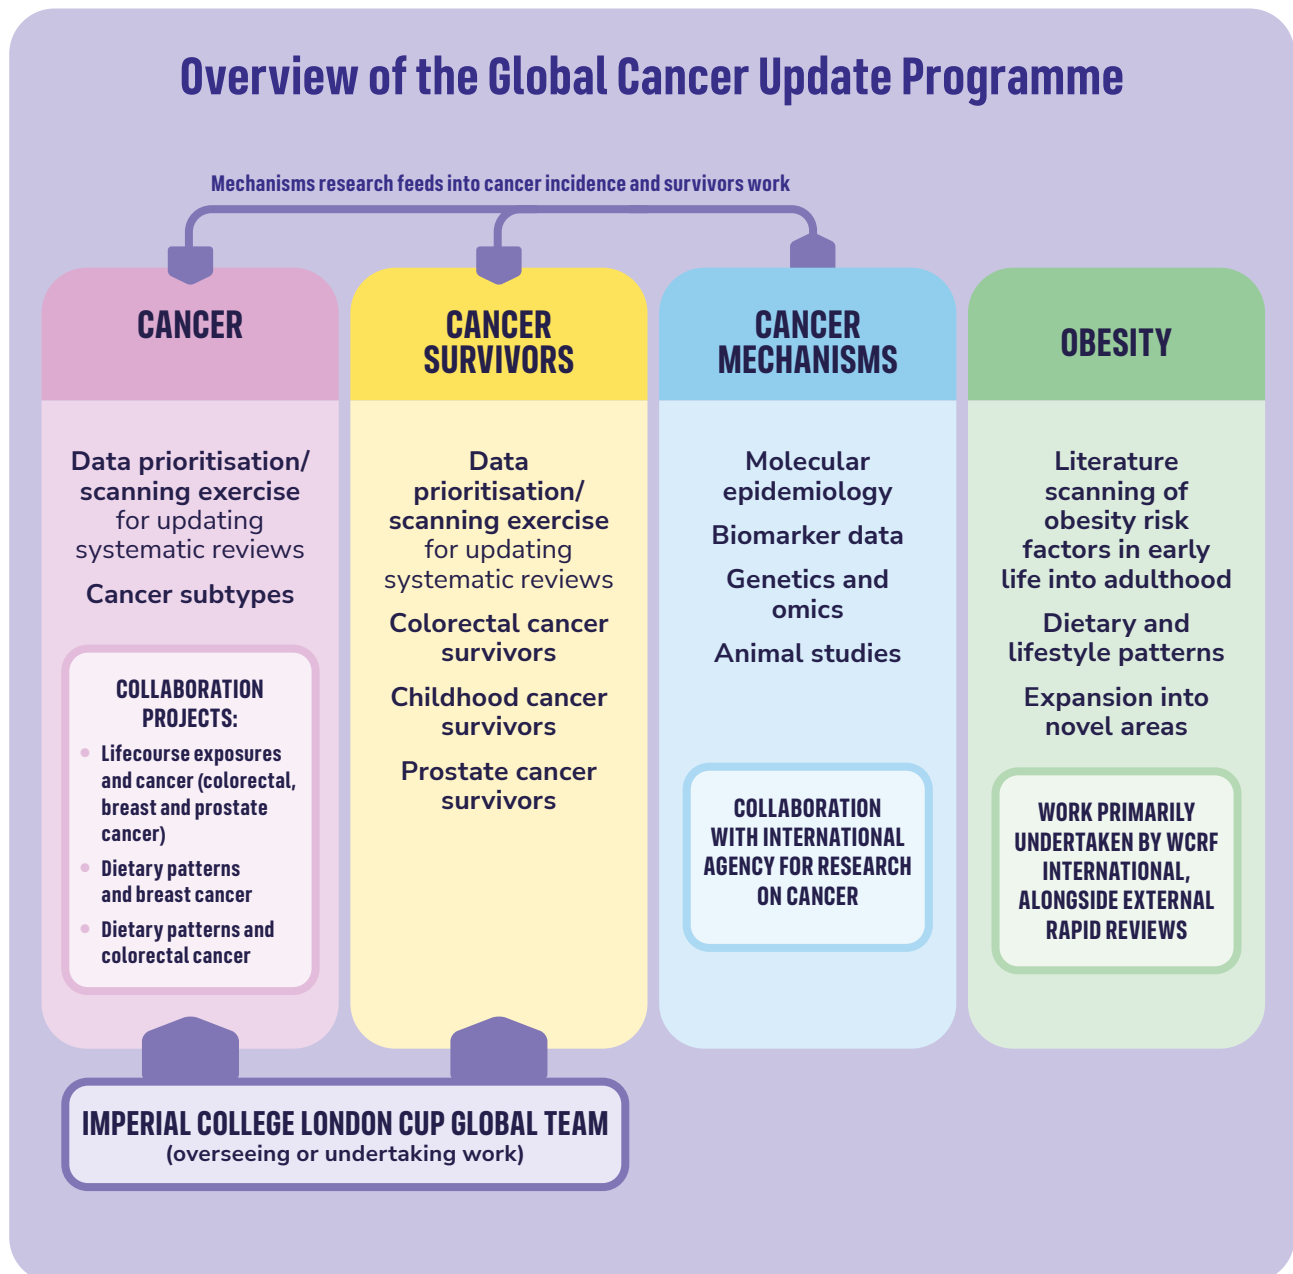 Overview of the Global Cancer Update Programme
Mechanisms research feeds into cancer incidence and survivors work
CANCER
Data prioritisation/
scanning exercise
for updating
systematic reviews
Cancer subtypes
COLLABORATION
PROJECTS:
Lifecourse exposures
and cancer (colorectal,
breast and prostate
cancer)
Dietary patterns
and breast cancer
Dietary patterns and
colorectal cancer
CANCER
SURVIVORS
Data
prioritisation/
scanning exercise
for updating
systematic reviews
Colorectal cancer
survivors
Childhood cancer
survivors
Prostate cancer
survivors
CANCER
MECHANISMS
Molecular
epidemiology
Biomarker data
Genetics and
omics
Animal studies
COLLABORATION
WITH INTERNATIONAL
AGENCY FOR RESEARCH
ON CANCER
OBESITY
Literature
scanning of
obesity risk
factors in early
life into adulthood
Dietary and
lifestyle patterns
Expansion into
novel areas
WORK PRIMARILY
UNDERTAKEN BY WCRF
INTERNATIONAL,
ALONGSIDE EXTERNAL
RAPID REVIEWS
IMPERIAL COLLEGE LONDON CUP GLOBAL TEAM
(overseeing or undertaking work)